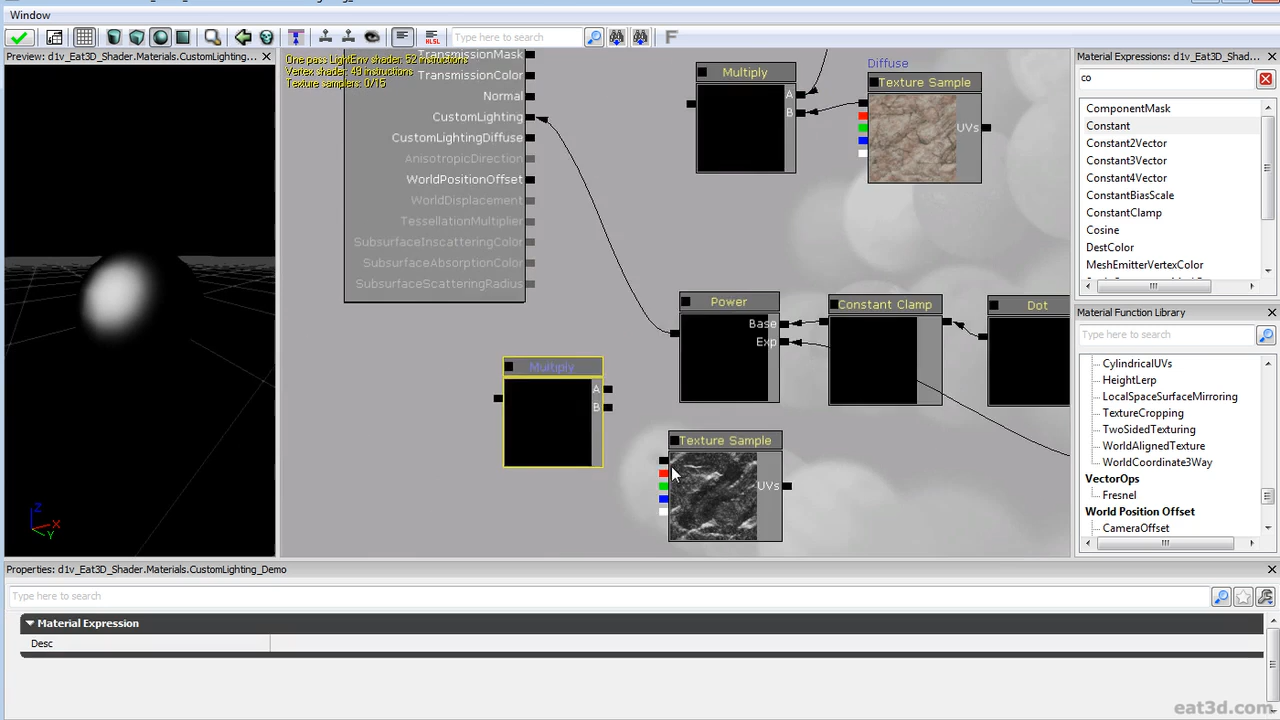 Window
Type here to search
HLSL
F
Preview: d1v_Eat3D_Shader.Materials.CustomLighting_...
One pass LightEnv shader: 52 instructions
Vertex shader: 43 instructions
Texture samplers: 0/15
TransmissionMask
TransmissionColor
Normal
CustomLighting
CustomLightingDiffuse
AnisotropicDirection
WorldPositionOffset
WorldDisplacement
TessellationMultiplier
SubsurfaceInscatteringColor
SubsurfaceAbsorptionColor
SubsurfaceScatteringRadius
Multiply
A
B
Diffuse
Texture Sample
UVs
Power
Base
Exp
Constant Clamp
Dot
Multiply
A
B
Texture Sample
UVs
Z
X
Y
Material Expressions: d1v_Eat3D_Shad...
co
ComponentMask
Constant
Constant2Vector
Constant3Vector
Constant4Vector
ConstantBiasScale
ConstantClamp
Cosine
DestColor
MeshEmitterVertexColor
Material Function Library
Type here to search
CylindricalUVs
HeightLerp
LocalSpaceSurfaceMirroring
TextureCropping
TwoSidedTexturing
WorldAlignedTexture
WorldCoordinate3Way
VectorOps
Fresnel
World Position Offset
CameraOffset
Properties: d1v_Eat3D_Shader.Materials.CustomLighting_Demo
Type here to search
Material Expression
Desc
eat3d.com